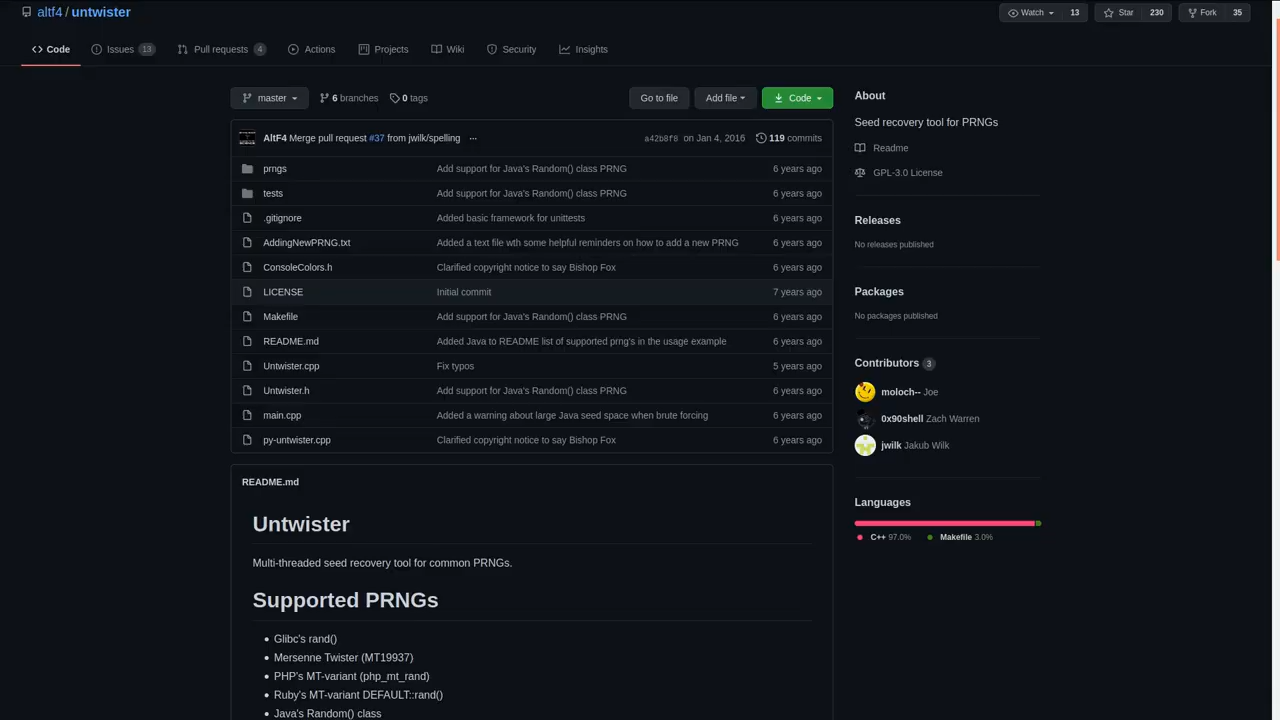 altf4 / untwister
Watch 13 Star 230 Fork 35
Code Issues 13 Pull requests 4 Actions Projects Wiki Security Insights
master 6 branches 0 tags Go to file Add file Code
AltF4 Merge pull request #37 from jwilk/spelling ... a42b8f8 on Jan 4, 2016 119 commits
prngs Add support for Java's Random() class PRNG 6 years ago
tests Add support for Java's Random() class PRNG 6 years ago
.gitignore Added basic framework for unittests 6 years ago
AddingNewPRNG.txt Added a text file wth some helpful reminders on how to add a new PRNG 6 years ago
ConsoleColors.h Clarified copyright notice to say Bishop Fox 6 years ago
LICENSE Initial commit 7 years ago
Makefile Add support for Java's Random() class PRNG 6 years ago
README.md Added Java to README list of supported prng's in the usage example 6 years ago
Untwister.cpp Fix typos 5 years ago
Untwister.h Add support for Java's Random() class PRNG 6 years ago
main.cpp Added a warning about large Java seed space when brute forcing 6 years ago
py-untwister.cpp Clarified copyright notice to say Bishop Fox 6 years ago
README.md
Untwister
Multi-threaded seed recovery tool for common PRNGs.
Supported PRNGs
• Glibc's rand()
• Mersenne Twister (MT19937)
• PHP's MT-variant (php_mt_rand)
• Ruby's MT-variant DEFAULT::rand()
• Java's Random() class
About
Seed recovery tool for PRNGs
Readme
GPL-3.0 License
Releases
No releases published
Packages
No packages published
Contributors 3
moloch-- Joe
0x90shell Zach Warren
jwilk Jakub Wilk
Languages
C++ 97.0% Makefile 3.0%